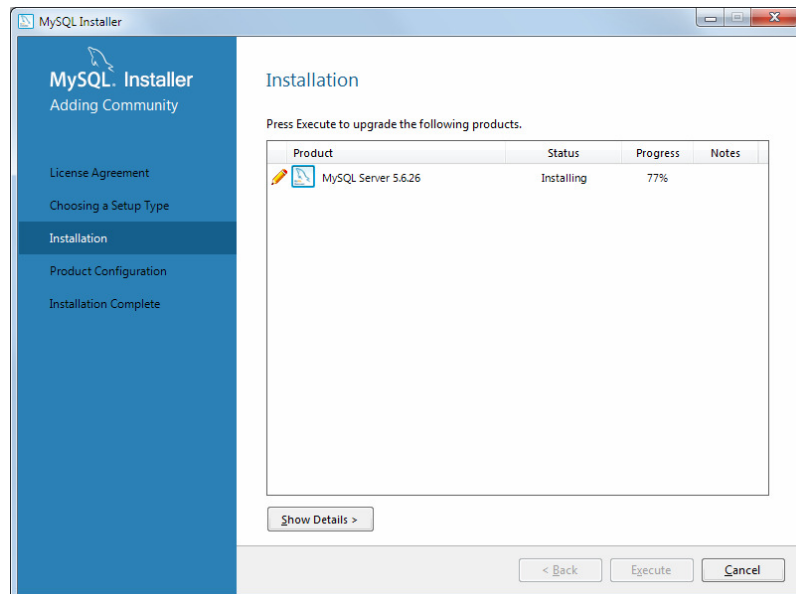 MySQL Installer
MySQL. Installer
Adding Community
License Agreement
Choosing a Setup Type
Installation
Product Configuration
Installation Complete
Installation
Press Execute to upgrade the following products.
Product Status Progress Notes
MySQL Server 5.6.26 Installing 77%
Show Details >
< Back Execute Cancel